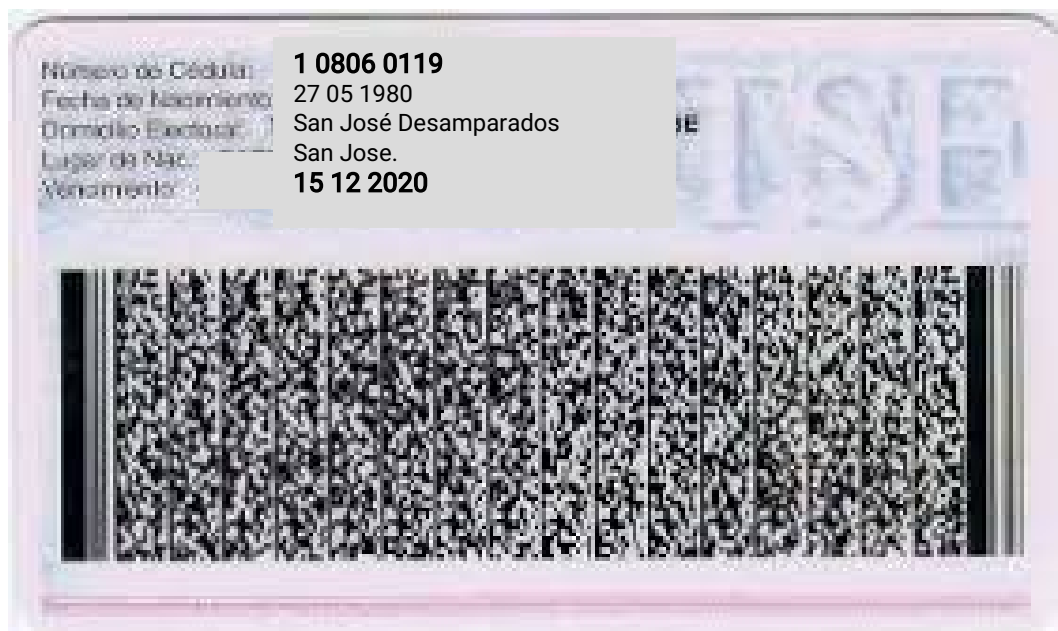 Número de Cédula: 1 0806 0119
Fecha de Nacimiento: 27 05 1980
Domicilio Electoral: San José Desamparados
Lugar de Nac.: San Jose.
Vencimiento: 15 12 2020
TSE